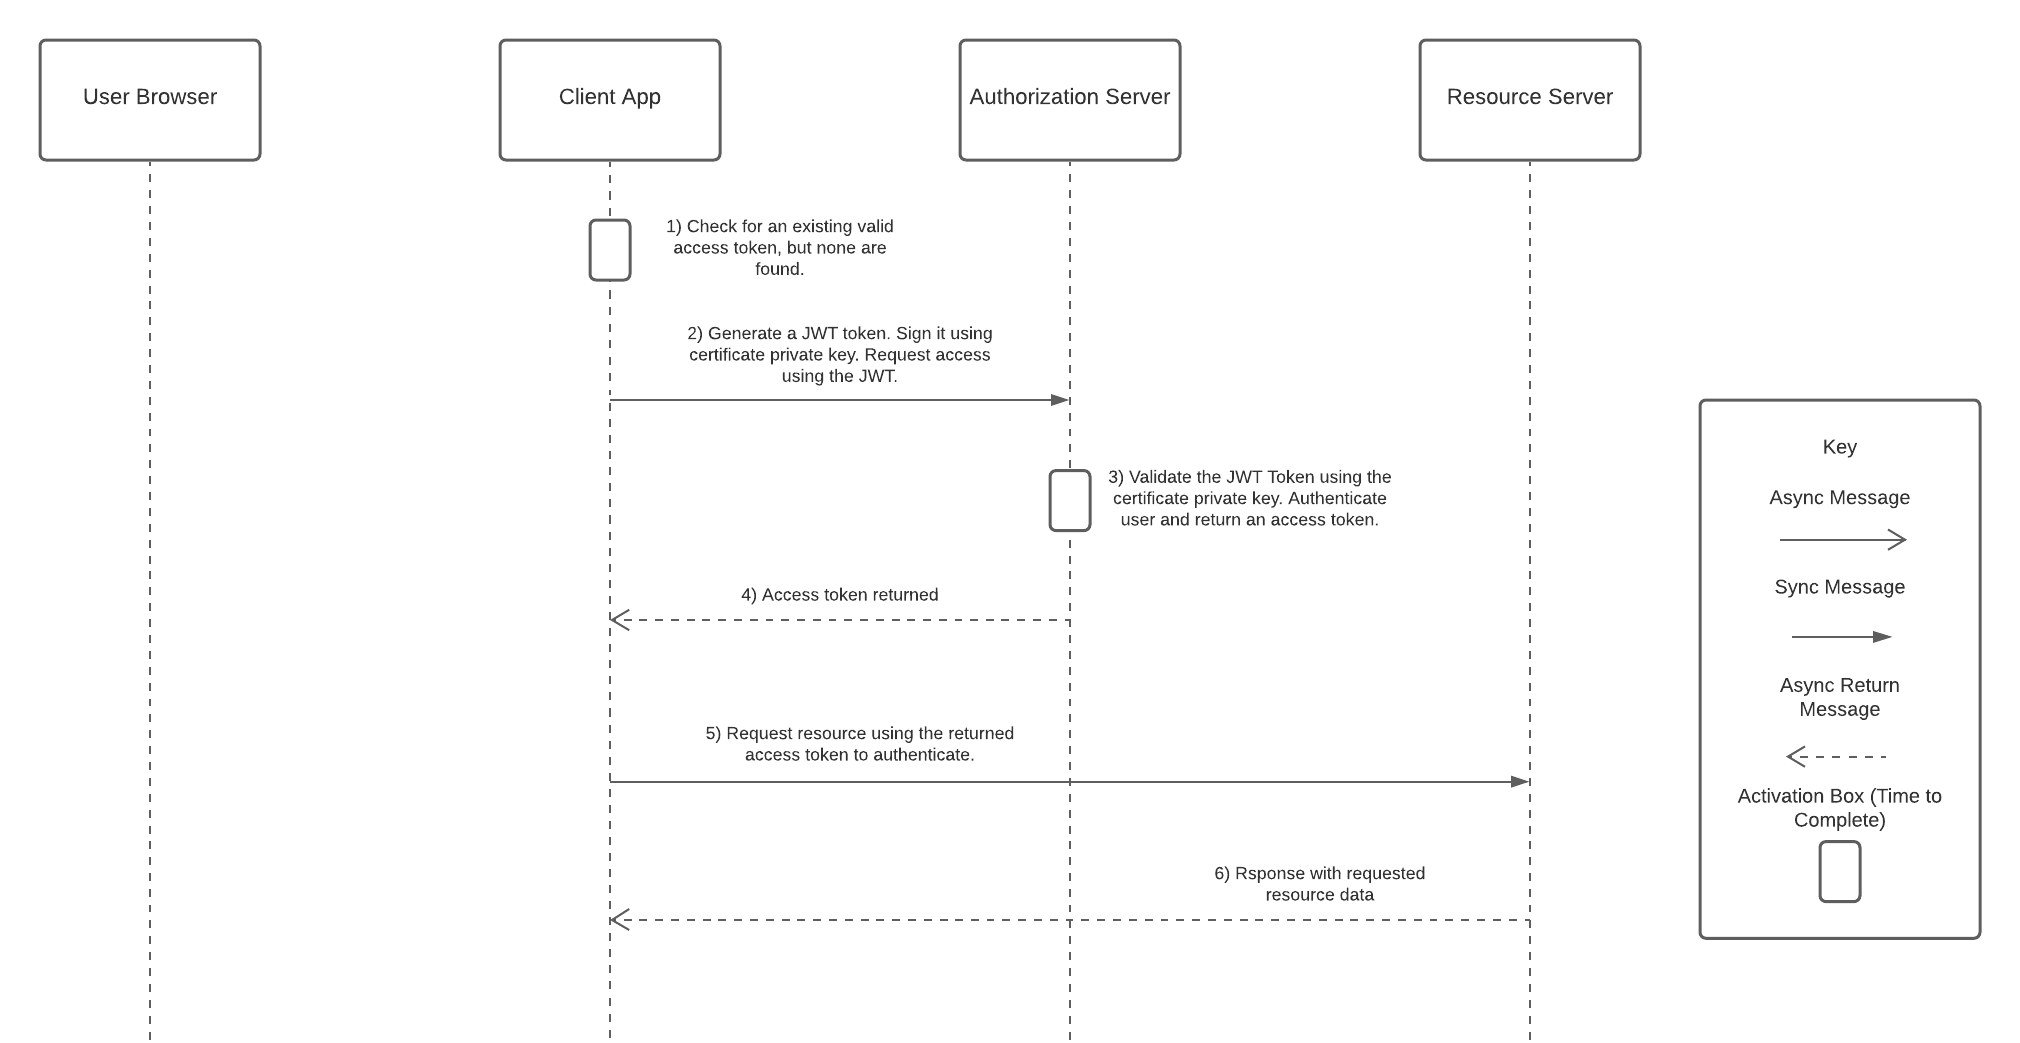 User Browser
Client App
Authorization Server
Resource Server
1) Check for an existing valid
access token, but none are
found.
2) Generate a JWT token. Sign it using
certificate private key. Request access
using the JWT.
3) Validate the JWT Token using the
certificate private key. Authenticate
user and return an access token.
4) Access token returned
5) Request resource using the returned
access token to authenticate.
6) Rsponse with requested
resource data
Key
Async Message
Sync Message
Async Return
Message
Activation Box (Time to
Complete)